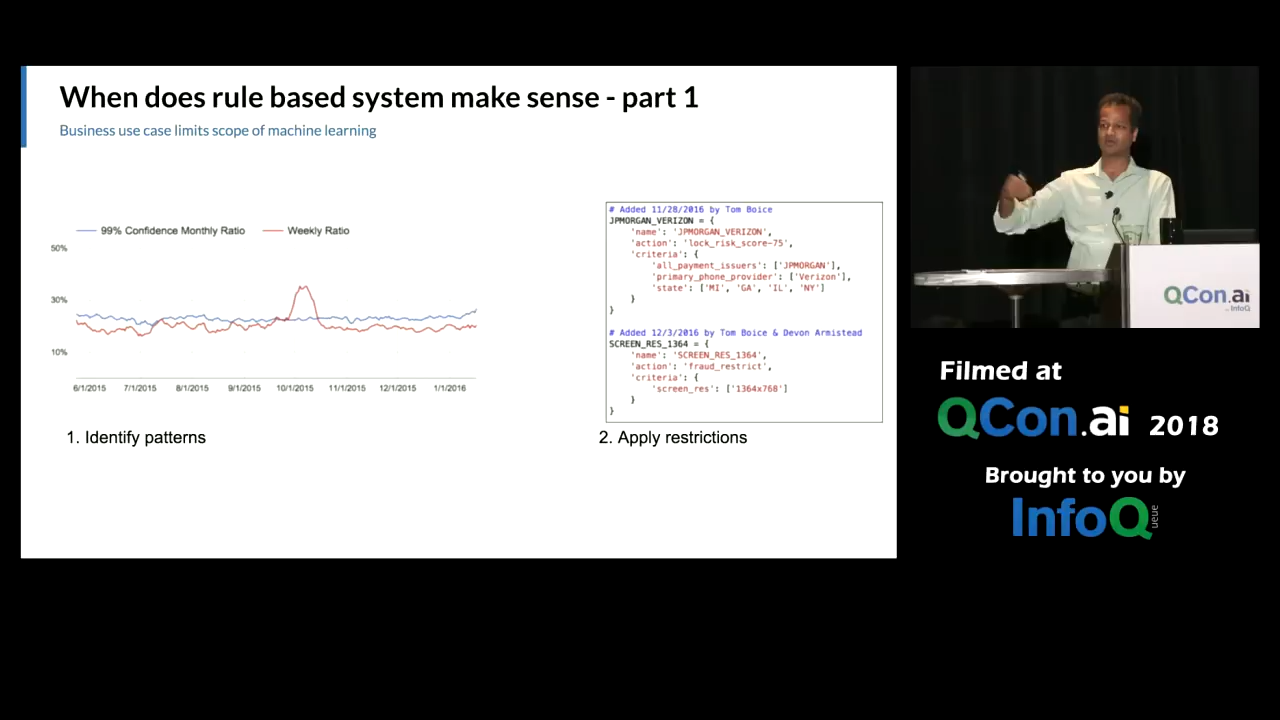 When does rule based system make sense - part 1
Business use case limits scope of machine learning
99% Confidence Monthly Ratio
Weekly Ratio
50%
30%
10%
6/1/2015 7/1/2015 8/1/2015 9/1/2015 10/1/2015 11/1/2015 12/1/2015 1/1/2016
1. Identify patterns
# Added 11/28/2016 by Tom Boice
JPMORGAN_VERIZON = {
'name': 'JPMORGAN_VERIZON',
'action': 'lock_risk_score-75',
'criteria': {
'all_payment_issuers': ['JPMORGAN'],
'primary_phone_provider': ['Verizon'],
'state': ['MI', 'GA', 'IL', 'NY']
}
}
# Added 12/3/2016 by Tom Boice & Devon Armistead
SCREEN_RES_1364 = {
'name': 'SCREEN_RES_1364',
'action': 'fraud_restrict',
'criteria': {
'screen_res': ['1364x768']
}
}
2. Apply restrictions
QCon.ai
by InfoQ
Filmed at
QCon.ai 2018
Brought to you by
InfoQ
ueue